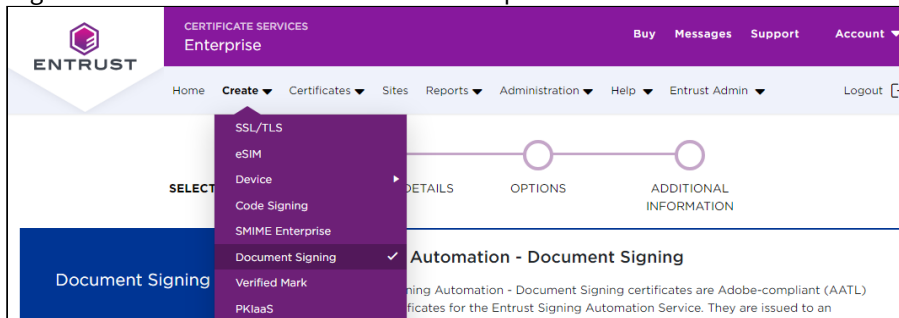 CERTIFICATE SERVICES
Enterprise
Buy Messages Support Account
ENTRUST
Home Create Certificates Sites Reports Administration Help Entrust Admin Logout
SSL/TLS
eSIM
Device
SELECT DETAILS OPTIONS ADDITIONAL INFORMATION
Code Signing
SMIME Enterprise
Document Signing
Automation - Document Signing
Document Signing
Verified Mark
ning Automation - Document Signing certificates are Adobe-compliant (AATL)
PKIaaS
ficates for the Entrust Signing Automation Service. They are issued to an